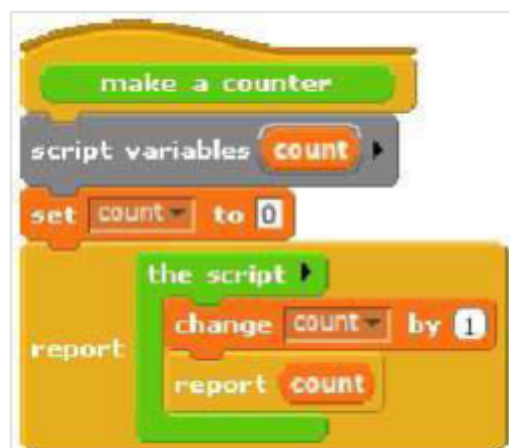 make a counter
script variables count
set count to 0
the script
change count by 1
report
report count